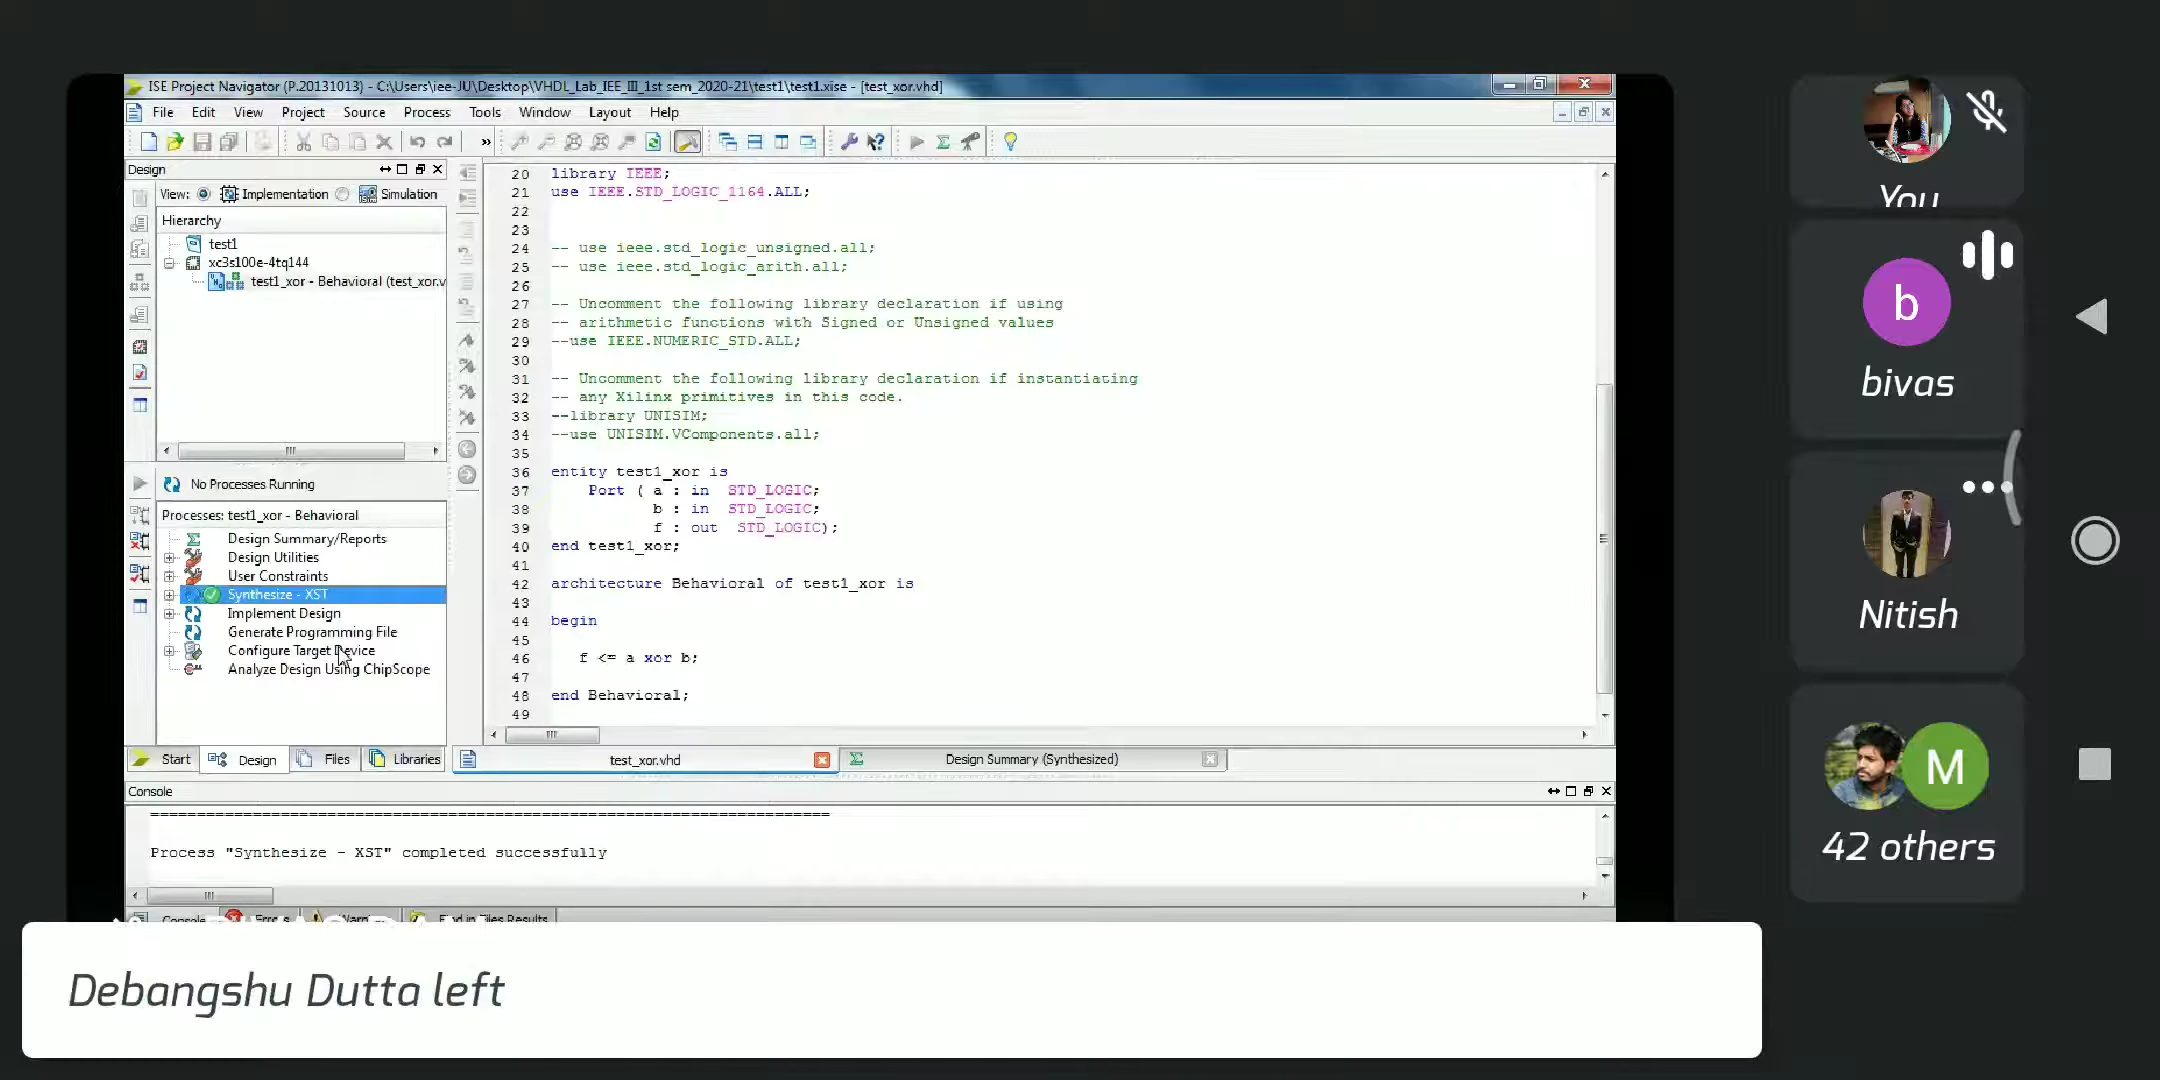 ISE Project Navigator (P.20131013) - C:\Users\iee-JU\Desktop\VHDL_Lab_IEE_III_1st sem_2020-21\test1\test1.xise - [test_xor.vhd]
File Edit View Project Source Process Tools Window Layout Help
Design
View: Implementation Simulation
Hierarchy
test1
xc3s100e-4tq144
test1_xor - Behavioral (test_xor.v
No Processes Running
Processes: test1_xor - Behavioral
Design Summary/Reports
Design Utilities
User Constraints
Synthesize - XST
Implement Design
Generate Programming File
Configure Target Device
Analyze Design Using ChipScope
Start Design Files Libraries
20 library IEEE;
21 use IEEE.STD_LOGIC_1164.ALL;
22
23
24 -- use ieee.std_logic_unsigned.all;
25 -- use ieee.std_logic_arith.all;
26
27 -- Uncomment the following library declaration if using
28 -- arithmetic functions with Signed or Unsigned values
29 --use IEEE.NUMERIC_STD.ALL;
30
31 -- Uncomment the following library declaration if instantiating
32 -- any Xilinx primitives in this code.
33 --library UNISIM;
34 --use UNISIM.VComponents.all;
35
36 entity test1_xor is
37 Port ( a : in STD_LOGIC;
38 b : in STD_LOGIC;
39 f : out STD_LOGIC);
40 end test1_xor;
41
42 architecture Behavioral of test1_xor is
43
44 begin
45
46 f <= a xor b;
47
48 end Behavioral;
49
test_xor.vhd Design Summary (Synthesized)
Console
Process "Synthesize - XST" completed successfully
Console Errors Find in Files Results
Debangshu Dutta left
You
b
bivas
Nitish
M
42 others